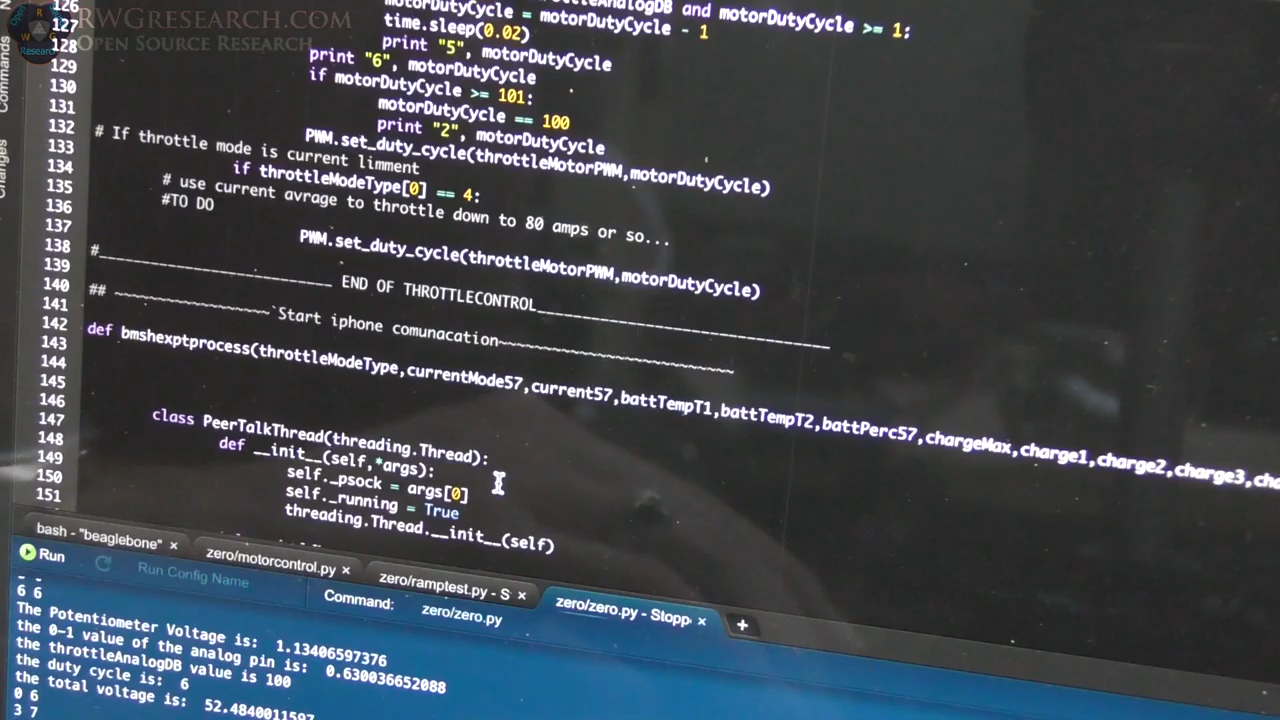 RWGresearch.com
Open Source Research
Commands
Changes
126
127
128
129
130
131
132
133
134
135
136
137
138
139
140
141
142
143
144
145
146
147
148
149
150
151
motorDutyCycle = motorDutyCycle - 1
and motorDutyCycle >= 1:
time.sleep(0.02)
print "5", motorDutyCycle
print "6", motorDutyCycle
if motorDutyCycle >= 101:
motorDutyCycle == 100
print "2", motorDutyCycle
PWM.set_duty_cycle(throttleMotorPWM,motorDutyCycle)
# If throttle mode is current limment
if throttleModeType[0] == 4:
# use current avrage to throttle down to 80 amps or so...
#TO DO
PWM.set_duty_cycle(throttleMotorPWM,motorDutyCycle)
#______________________ END OF THROTTLECONTROL____________________________
## ~~~~~~~~~~~~~~~~`Start iphone comunacation~~~~~~~~~~~~~~~~~~~~~~~~
def bmshexptprocess(throttleModeType,currentMode57,current57,battTempT1,battTempT2,battPerc57,chargeMax,charge1,charge2,charge3,cha
class PeerTalkThread(threading.Thread):
def __init__(self,*args):
self._psock = args[0]
self._running = True
threading.Thread.__init__(self)
bash - "beaglebone" ×
zero/motorcontrol.py ×
zero/ramptest.py - S ×
zero/zero.py - Stopp ×
+
Run
Run Config Name
Command:
zero/zero.py
6 6
The Potentiometer Voltage is: 1.13406597376
the 0~1 value of the analog pin is: 0.630036652088
the throttleAnalogDB value is 100
the duty cycle is: 6
the total voltage is: 52.4840011597
0 6
3 7